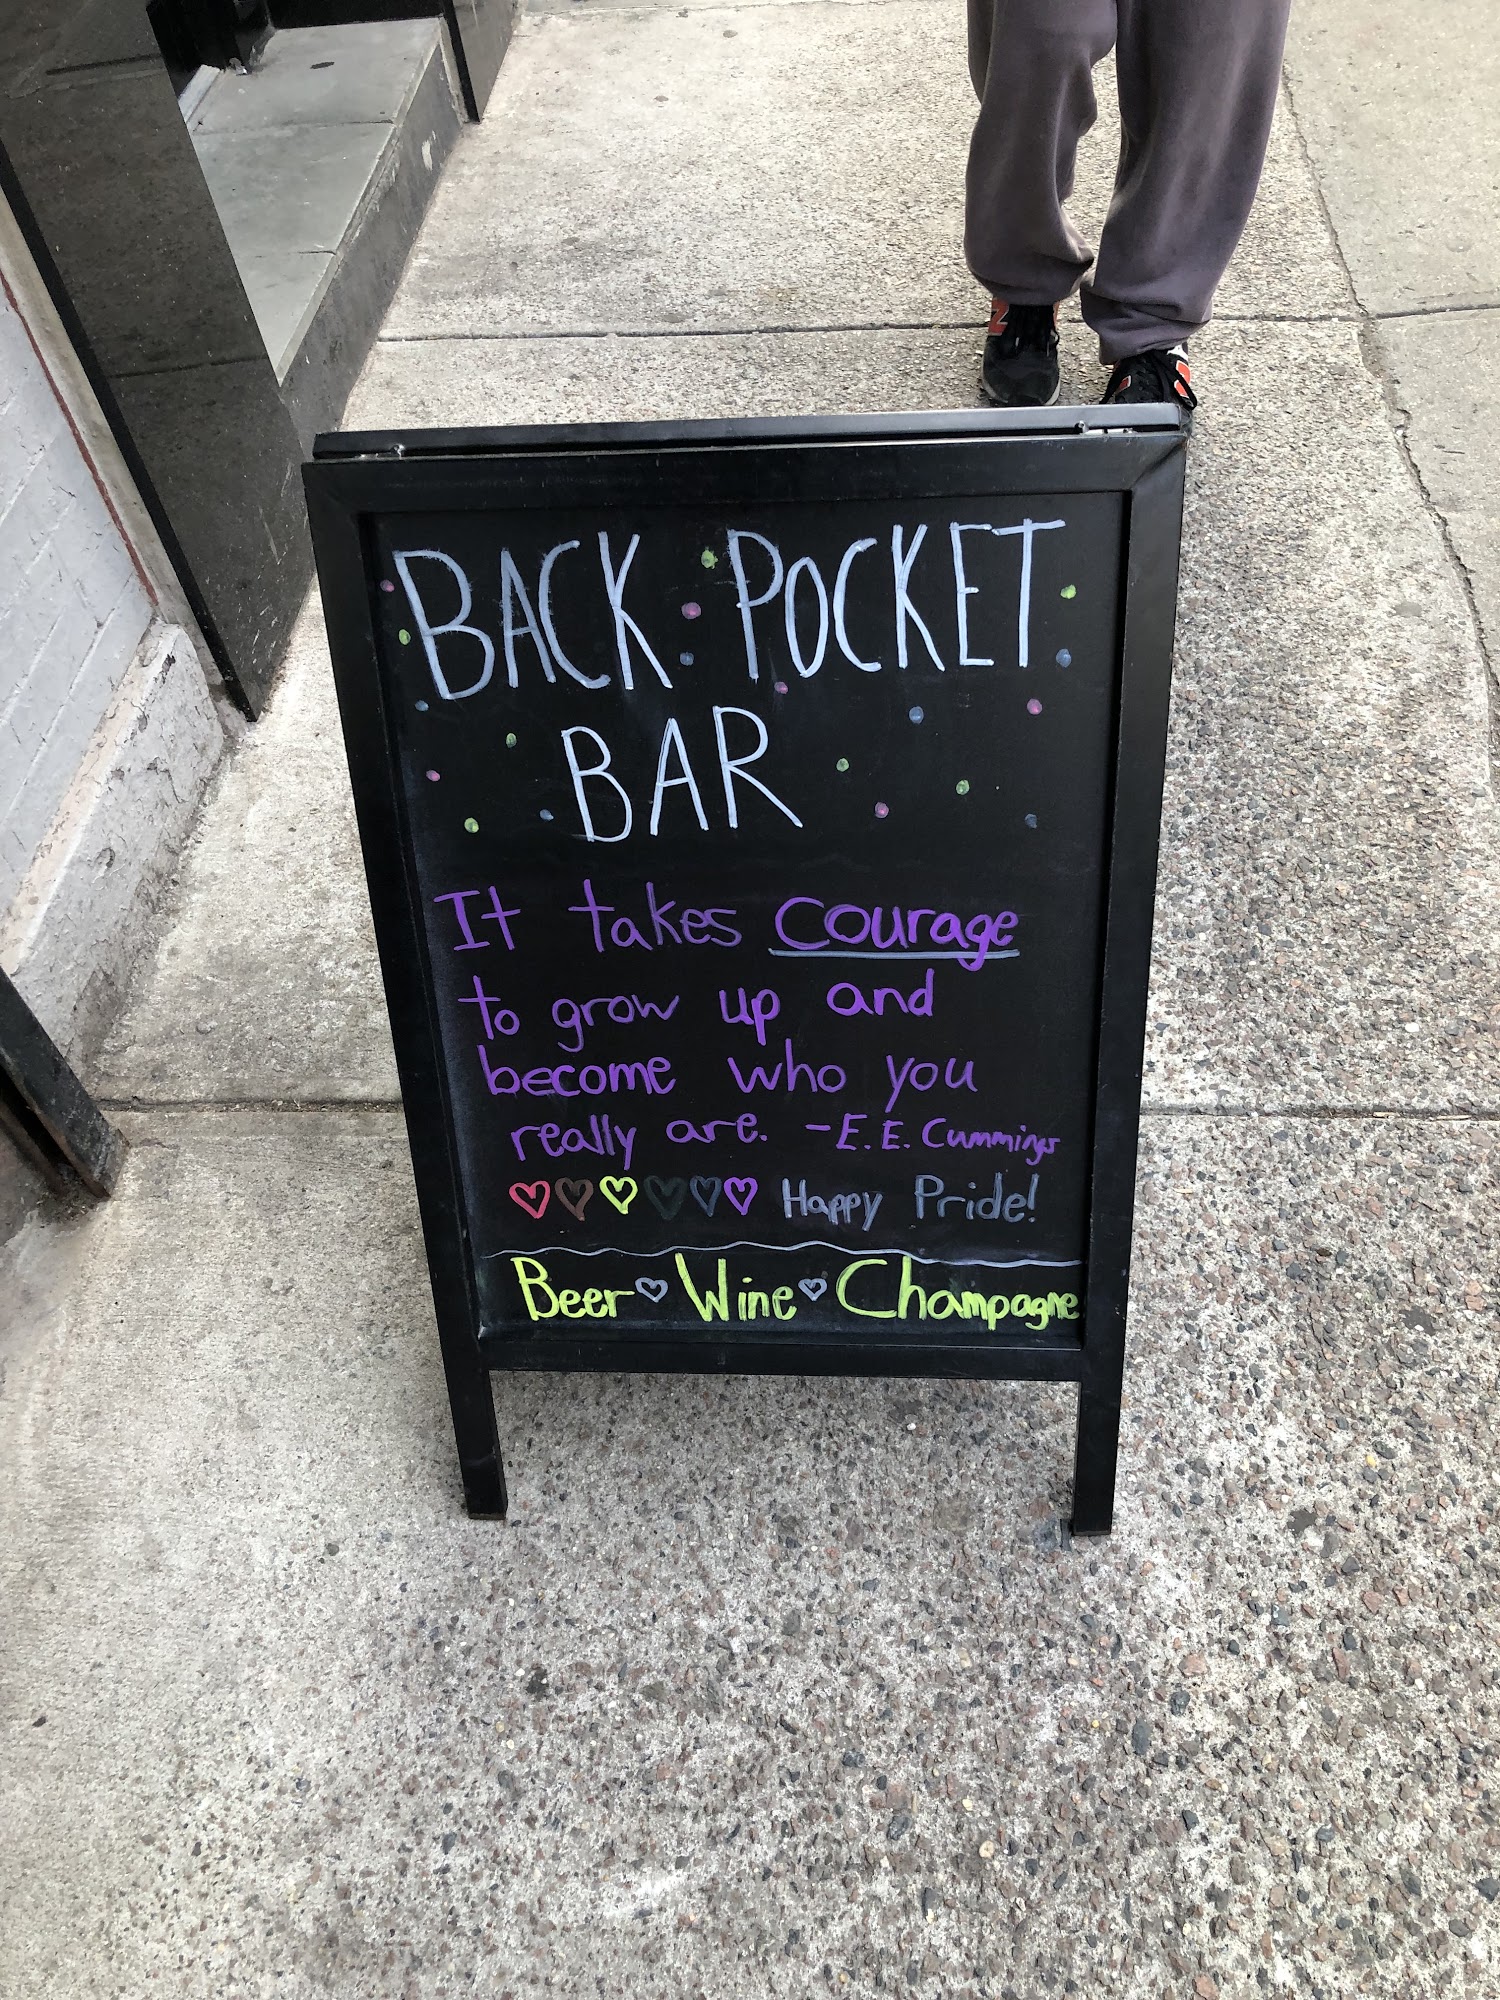 BACK POCKET
BAR
It takes courage
to grow up and
become who you
really are. - E. E. Cummings
Happy Pride!
Beer Wine Champagne
N